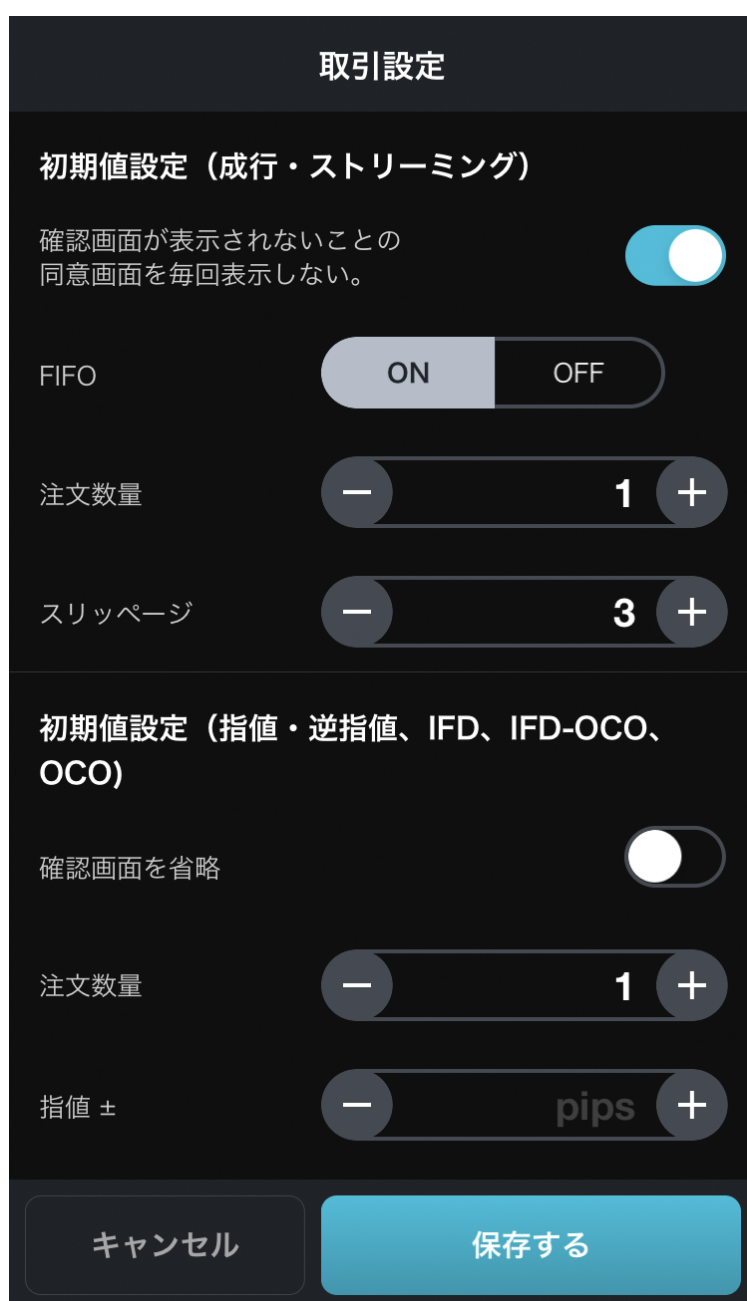 取引設定
初期値設定（成行・ストリーミング）
確認画面が表示されないことの
同意画面を毎回表示しない。
FIFO ON OFF
注文数量 − 1 +
スリッページ − 3 +
初期値設定（指値・逆指値、IFD、IFD-OCO、
OCO)
確認画面を省略
注文数量 − 1 +
指値 ± − pips +
キャンセル 保存する